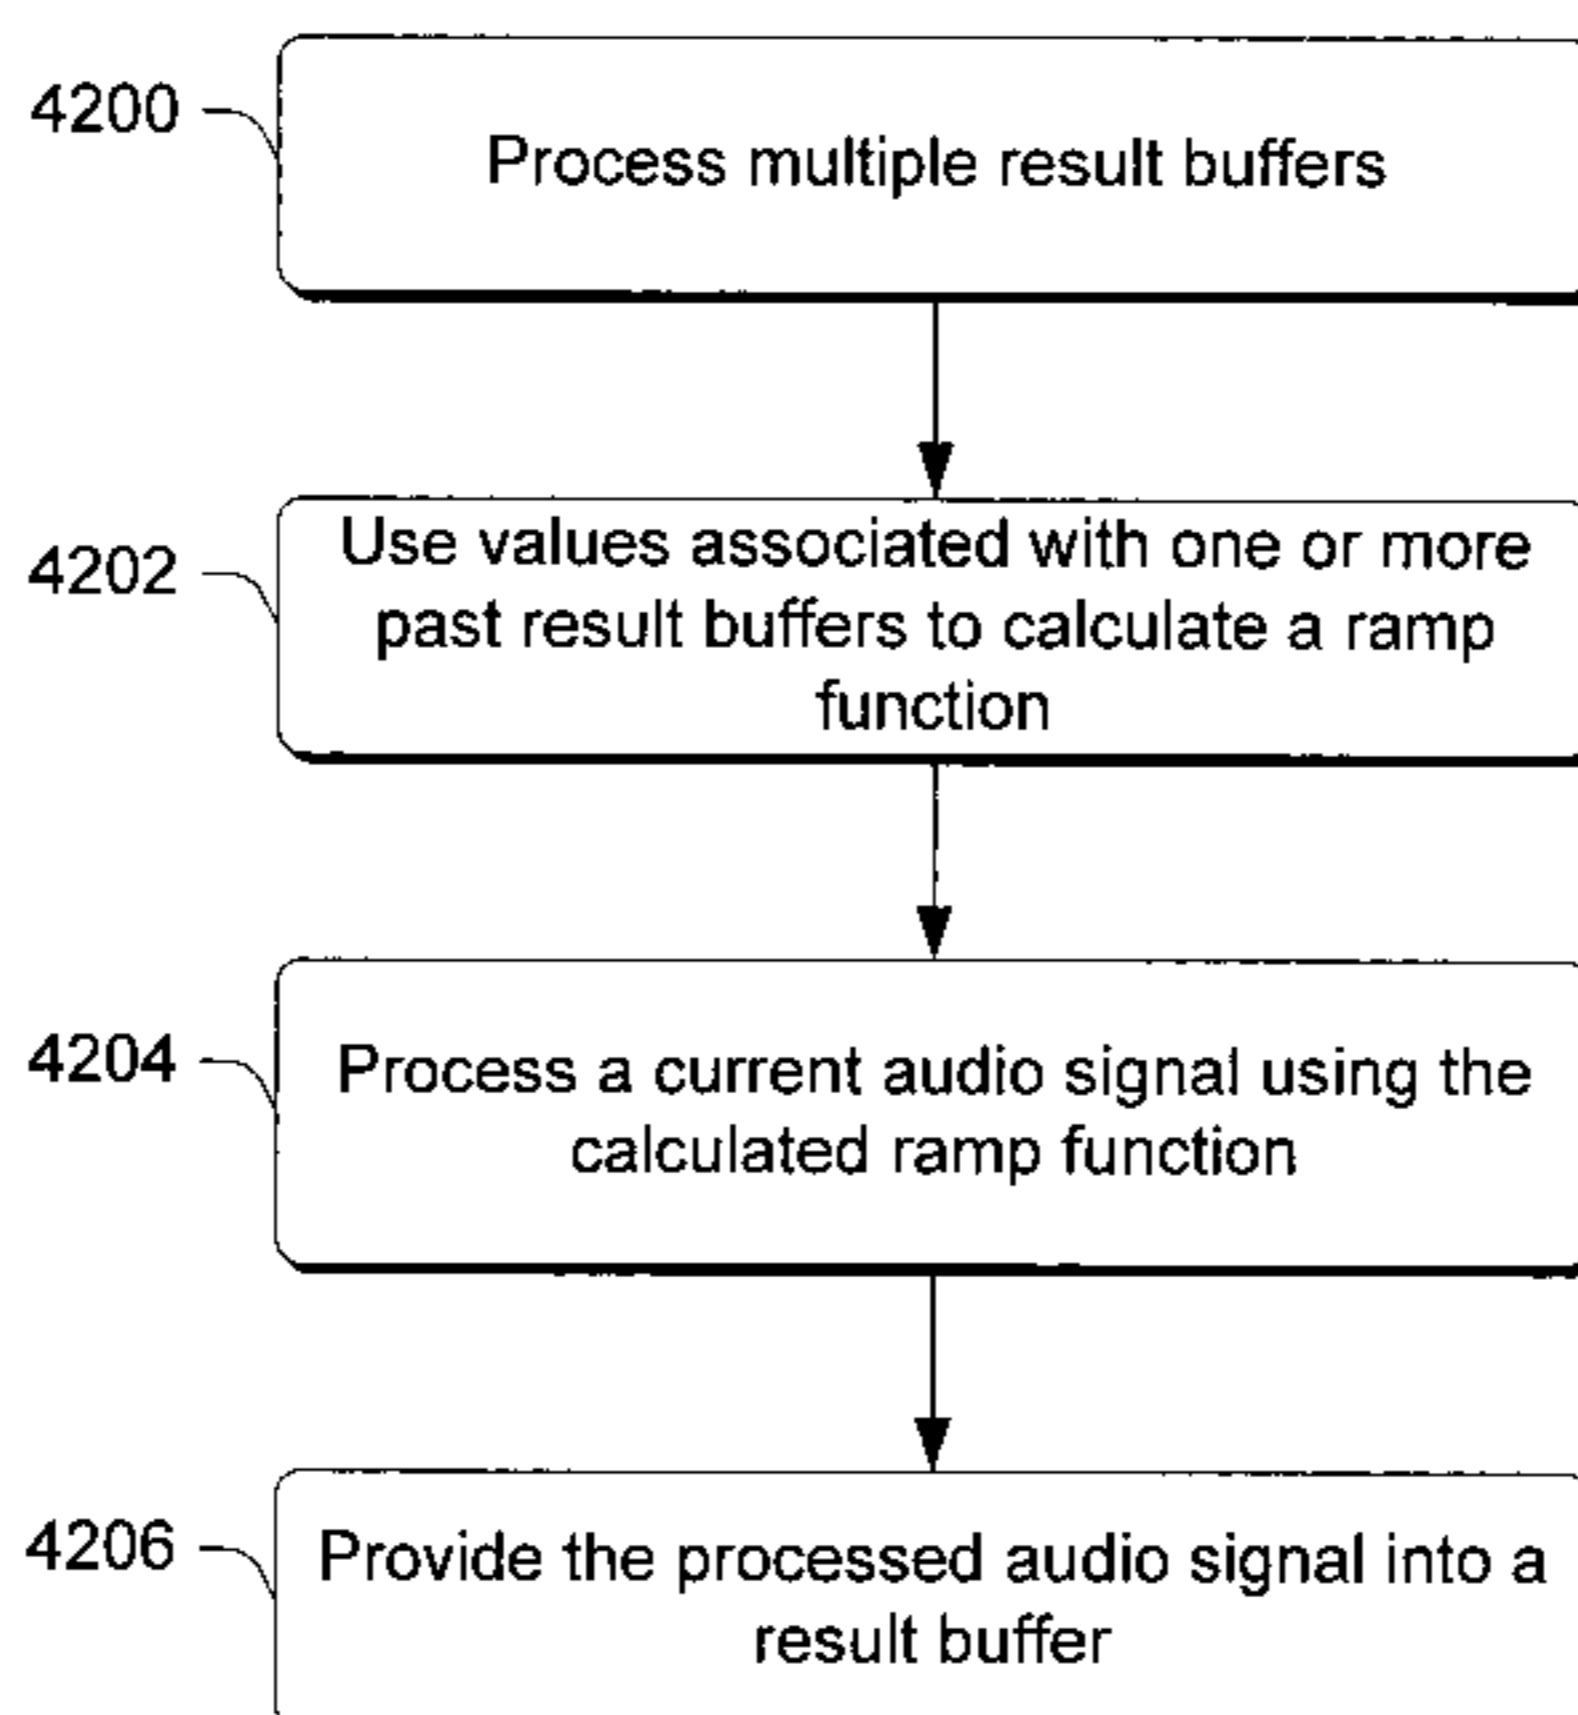 4200
Process multiple result buffers
4202
Use values associated with one or more
past result buffers to calculate a ramp
function
4204
Process a current audio signal using the
calculated ramp function
4206
Provide the processed audio signal into a
result buffer